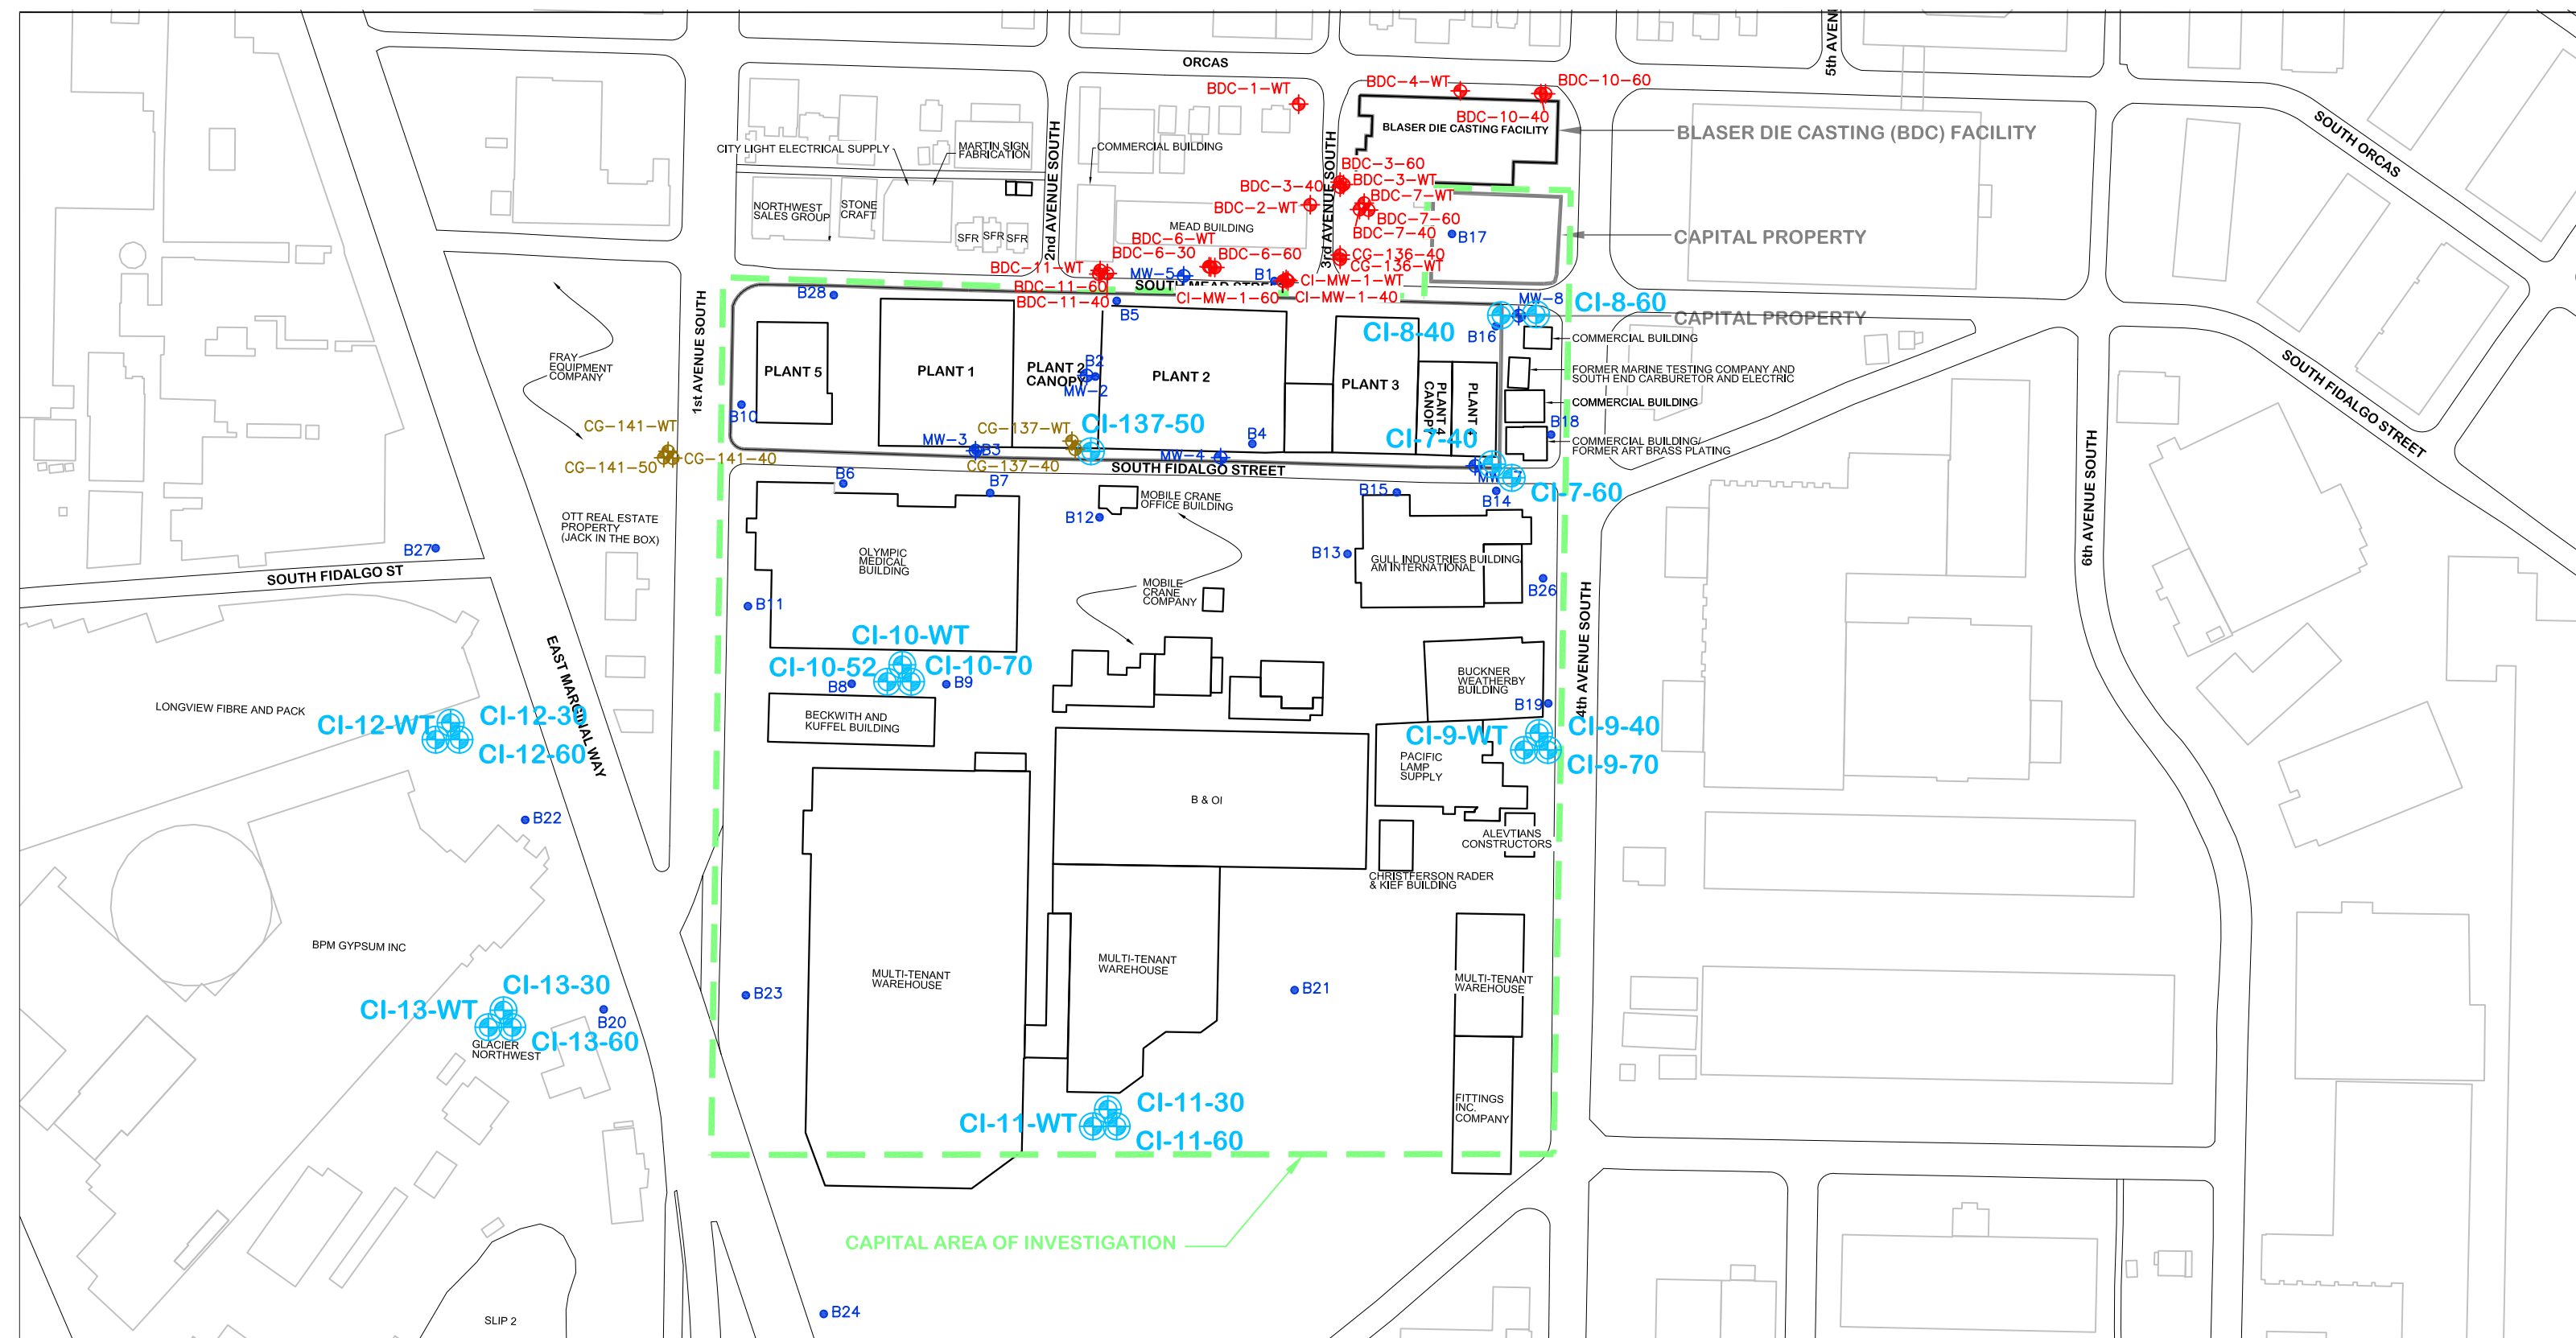 ORCAS
5th AVEN
BDC-4-WT
BDC-10-60
BDC-1-WT
BDC-10-40
BLASER DIE CASTING FACILITY
BLASER DIE CASTING (BDC) FACILITY
SOUTH ORCAS
CITY LIGHT ELECTRICAL SUPPLY
MARTIN SIGN
FABRICATION
2nd AVENUE SOUTH
COMMERCIAL BUILDING
3rd AVENUE SOUTH
BDC-3-60
BDC-3-40
BDC-3-WT
BDC-7-WT
BDC-2-WT
BDC-7-60
BDC-7-40
NORTHWEST
SALES GROUP
STONE
CRAFT
SFR
SFR
SFR
MEAD BUILDING
B17
CAPITAL PROPERTY
BDC-6-WT
BDC-6-30
BDC-6-60
CG-136-40
CG-136-WT
BDC-11-WT
MW-5
B1
CI-MW-1-WT
BDC-11-60
SOUTH MEAD STREET
BDC-11-40
CI-MW-1-60
CI-MW-1-40
B28
B5
MW-8
CI-8-60
CI-8-40
B16
CAPITAL PROPERTY
COMMERCIAL BUILDING
1st AVENUE SOUTH
FRAY
EQUIPMENT
COMPANY
PLANT 5
PLANT 1
PLANT 2
CANOPY
B2
MW-2
PLANT 2
PLANT 3
PLANT 4
CANOPY
PLANT 4
FORMER MARINE TESTING COMPANY AND
SOUTH END CARBURETOR AND ELECTRIC
COMMERCIAL BUILDING
SOUTH FIDALGO STREET
B10
B18
CG-141-WT
CG-137-WT
CI-137-50
MW-3
B3
B4
CI-7-40
COMMERCIAL BUILDING/
FORMER ART BRASS PLATING
CG-141-50
CG-141-40
CG-137-40
MW-4
SOUTH FIDALGO STREET
MW-7
CI-7-60
B6
B7
B15
B14
MOBILE CRANE
OFFICE BUILDING
B12
6th AVENUE SOUTH
OTT REAL ESTATE
PROPERTY
(JACK IN THE BOX)
B27
SOUTH FIDALGO ST
OLYMPIC
MEDICAL
BUILDING
B13
GULL INDUSTRIES BUILDING/
AM INTERNATIONAL
B26
MOBILE
CRANE
COMPANY
B11
4th AVENUE SOUTH
CI-10-WT
CI-10-52
CI-10-70
B8
B9
EAST MARGINAL WAY
BUCKNER
WEATHERBY
BUILDING
B19
LONGVIEW FIBRE AND PACK
CI-12-WT
CI-12-30
CI-12-60
BECKWITH AND
KUFFEL BUILDING
CI-9-WT
CI-9-40
CI-9-70
PACIFIC
LAMP
SUPPLY
B & OI
B22
ALEVTIANS
CONSTRUCTORS
CHRISTFERSON RADER
& KIEF BUILDING
BPM GYPSUM INC
MULTI-TENANT
WAREHOUSE
MULTI-TENANT
WAREHOUSE
MULTI-TENANT
WAREHOUSE
B23
B21
CI-13-30
CI-13-WT
CI-13-60
B20
GLACIER
NORTHWEST
CI-11-30
CI-11-WT
CI-11-60
FITTINGS
INC.
COMPANY
CAPITAL AREA OF INVESTIGATION
B24
SLIP 2